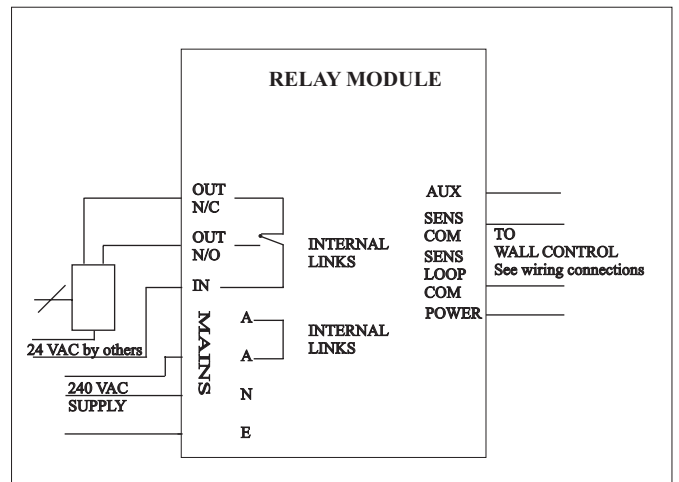 RELAY MODULE
OUT
N/C
OUT
N/O
IN
INTERNAL
LINKS
MAINS
A
A
N
E
INTERNAL
LINKS
24 VAC by others
240 VAC
SUPPLY
AUX
SENS
COM
SENS
LOOP
COM
POWER
TO
WALL CONTROL
See wiring connections